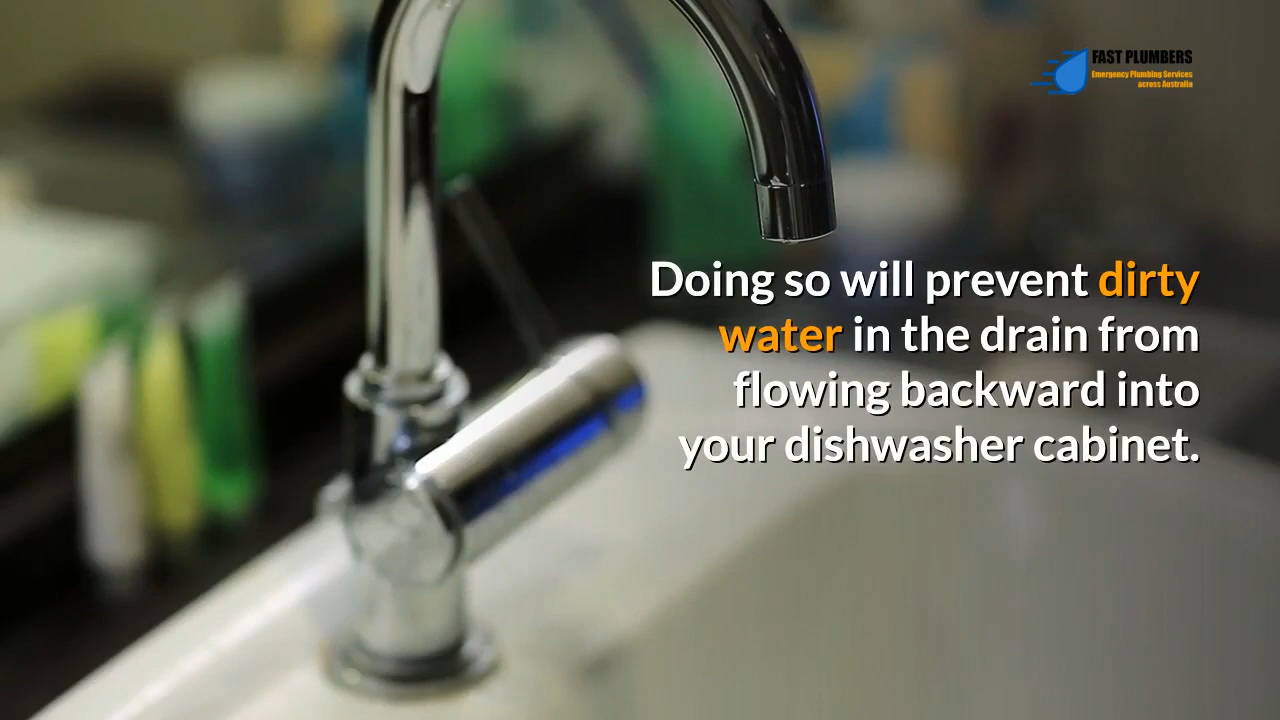 FAST PLUMBERS
Emergency Plumbing Services
across Australia
Doing so will prevent dirty
water in the drain from
flowing backward into
your dishwasher cabinet.